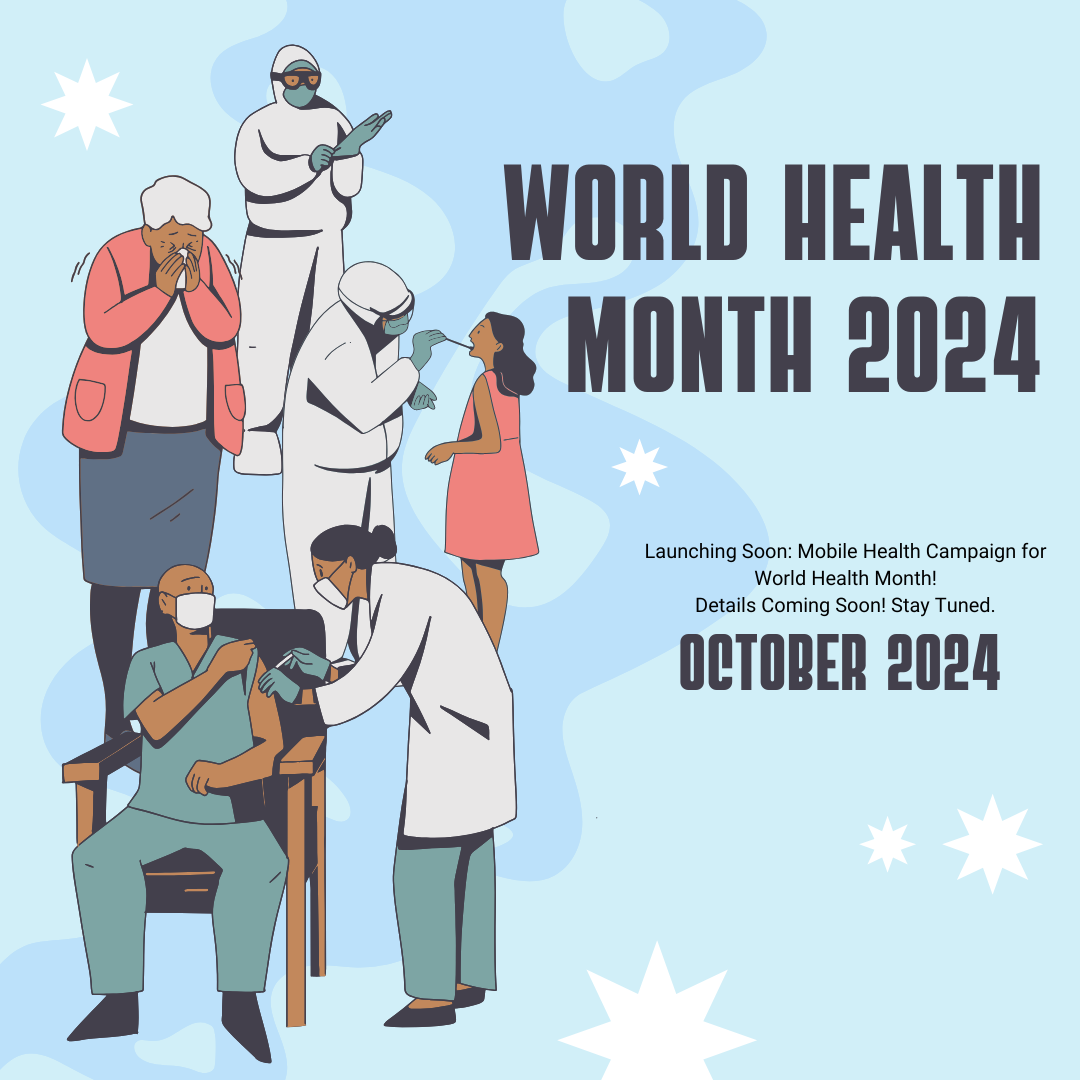 WORLD HEALTH
MONTH 2024
Launching Soon: Mobile Health Campaign for
World Health Month!
Details Coming Soon! Stay Tuned.
OCTOBER 2024